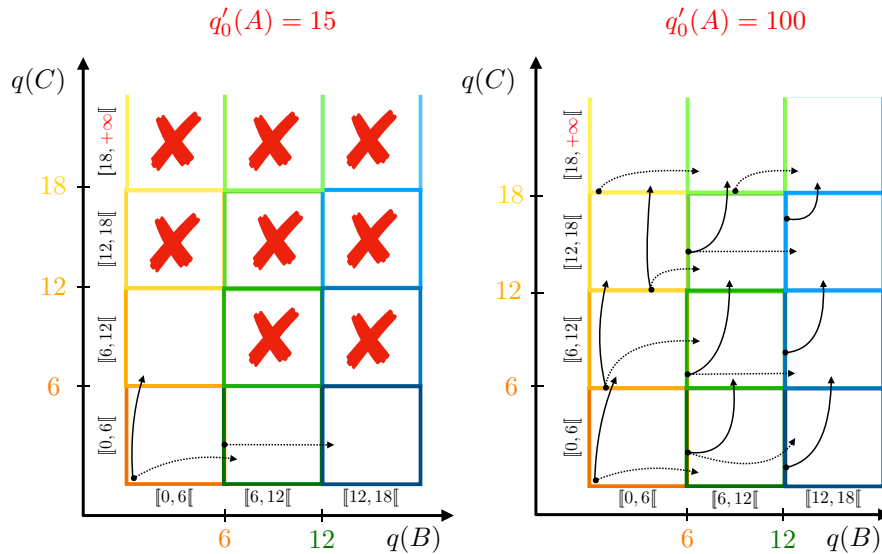 q′₀(A) = 15
q(C)
⟦18, +∞⟦
18
⟦12, 18⟦
12
⟦6, 12⟦
6
⟦0, 6⟦
⟦0, 6⟦ ⟦6, 12⟦ ⟦12, 18⟦
6 12 q(B)
q′₀(A) = 100
q(C)
⟦18, +∞⟦
18
⟦12, 18⟦
12
⟦6, 12⟦
6
⟦0, 6⟦
⟦0, 6⟦ ⟦6, 12⟦ ⟦12, 18⟦
6 12 q(B)